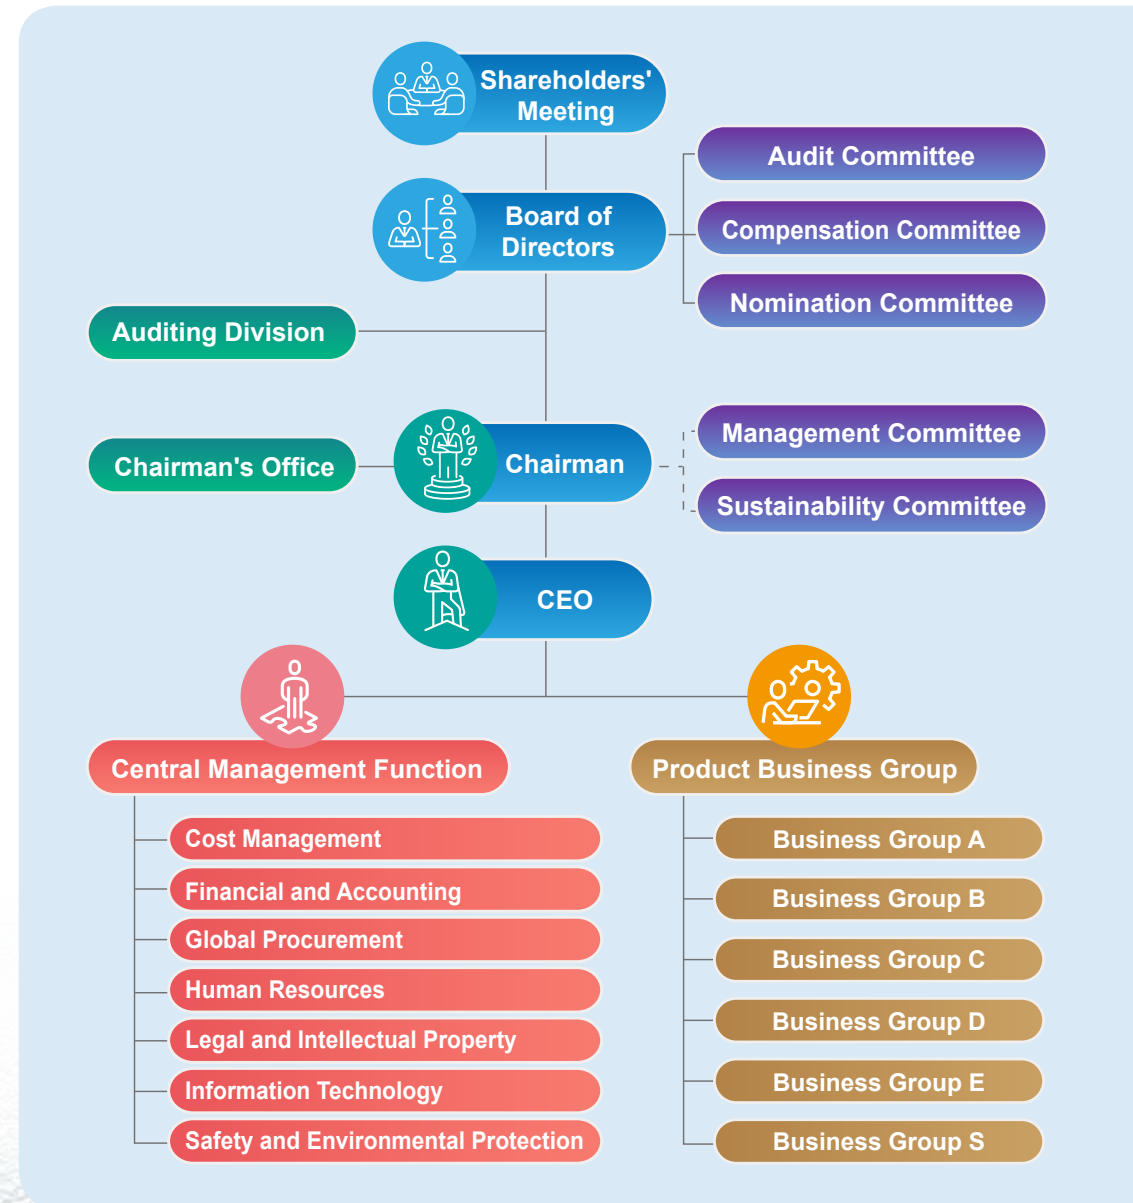 Shareholders'
Meeting
Board of
Directors
Audit Committee
Compensation Committee
Nomination Committee
Auditing Division
Chairman's Office
Chairman
Management Committee
Sustainability Committee
CEO
Central Management Function
Cost Management
Financial and Accounting
Global Procurement
Human Resources
Legal and Intellectual Property
Information Technology
Safety and Environmental Protection
Product Business Group
Business Group A
Business Group B
Business Group C
Business Group D
Business Group E
Business Group S